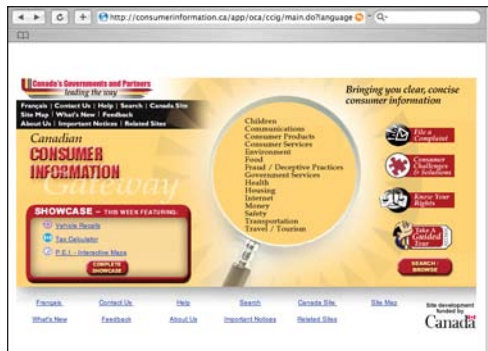 http://consumerinformation.ca/app/oca/ccig/main.do?language
Canada's Governments and Partners
leading the way
Français | Contact Us | Help | Search | Canada Site
Site Map | What's New | Feedback
About Us | Important Notices | Related Sites
Bringing you clear, concise
consumer information
Canadian
CONSUMER
INFORMATION
Gateway
SHOWCASE – THIS WEEK FEATURING:
Vehicle Recalls
Tax Calculator
P.E.I. - Interactive Maps
COMPLETE
SHOWCASE
Children
Communications
Consumer Products
Consumer Services
Environment
Food
Fraud / Deceptive Practices
Government Services
Health
Housing
Internet
Money
Safety
Transportation
Travel / Tourism
File a
Complaint
Consumer
Challenges
& Solutions
Know Your
Rights
Take A
Guided
Tour
SEARCH /
BROWSE
Français
Contact Us
Help
Search
Canada Site
Site Map
What's New
Feedback
About Us
Important Notices
Related Sites
Site development
funded by
Canada